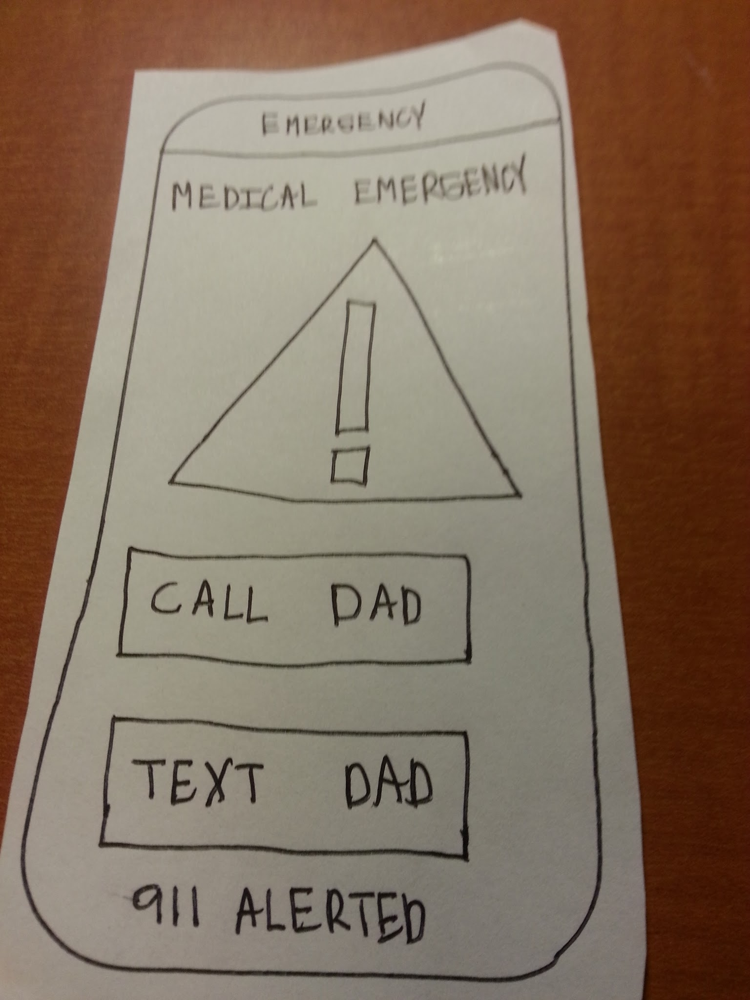 EMERGENCY
MEDICAL EMERGENCY
CALL DAD
TEXT DAD
911 ALERTED